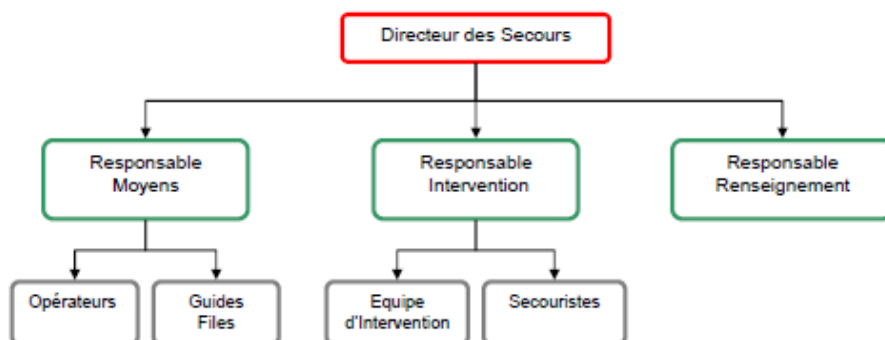 Directeur des Secours
Responsable
Moyens
Responsable
Intervention
Responsable
Renseignement
Opérateurs
Guides
Files
Equipe
d'Intervention
Secouristes